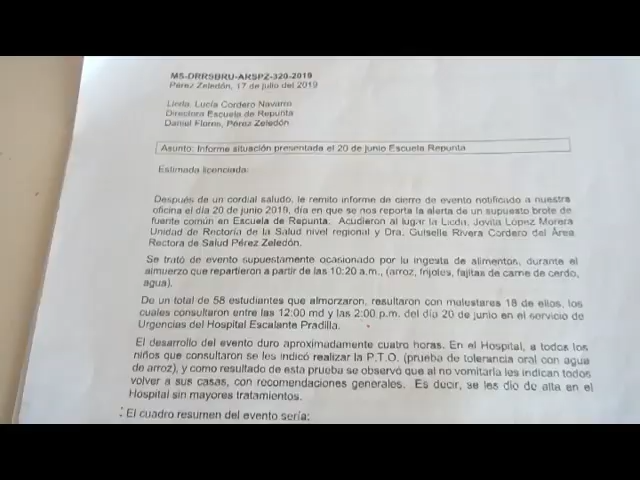 MS-DRRSBRU-ARSPZ-320-2019
Pérez Zeledón, 17 de julio del 2019
Licda. Lucía Cordero Navarro
Directora Escuela de Repunta
Daniel Flores, Pérez Zeledón
Asunto: Informe situación presentada el 20 de junio Escuela Repunta
Estimada licenciada:
Después de un cordial saludo, le remito informe de cierre de evento notificado a nuestra
oficina el día 20 de junio 2019, día en que se nos reporta la alerta de un supuesto brote de
fuente común en Escuela de Repunta. Acudieron al lugar la Licda. Jovita López Morera
Unidad de Rectoría de la Salud nivel regional y Dra. Guiselle Rivera Cordero del Área
Rectora de Salud Pérez Zeledón.
Se trató de evento supuestamente ocasionado por la ingesta de alimentos, durante el
almuerzo que repartieron a partir de las 10:20 a.m., (arroz, frijoles, fajitas de carne de cerdo,
agua).
De un total de 58 estudiantes que almorzaron, resultaron con malestares 18 de ellos, los
cuales consultaron entre las 12:00 md y las 2:00 p.m. del día 20 de junio en el servicio de
Urgencias del Hospital Escalante Pradilla.
El desarrollo del evento duro aproximadamente cuatro horas. En el Hospital, a todos los
niños que consultaron se les indicó realizar la P.T.O. (prueba de tolerancia oral con agua
de arroz), y como resultado de esta prueba se observó que al no vomitarla les indican todos
volver a sus casas, con recomendaciones generales. Es decir, se les dio de alta en el
Hospital sin mayores tratamientos.
El cuadro resumen del evento sería: